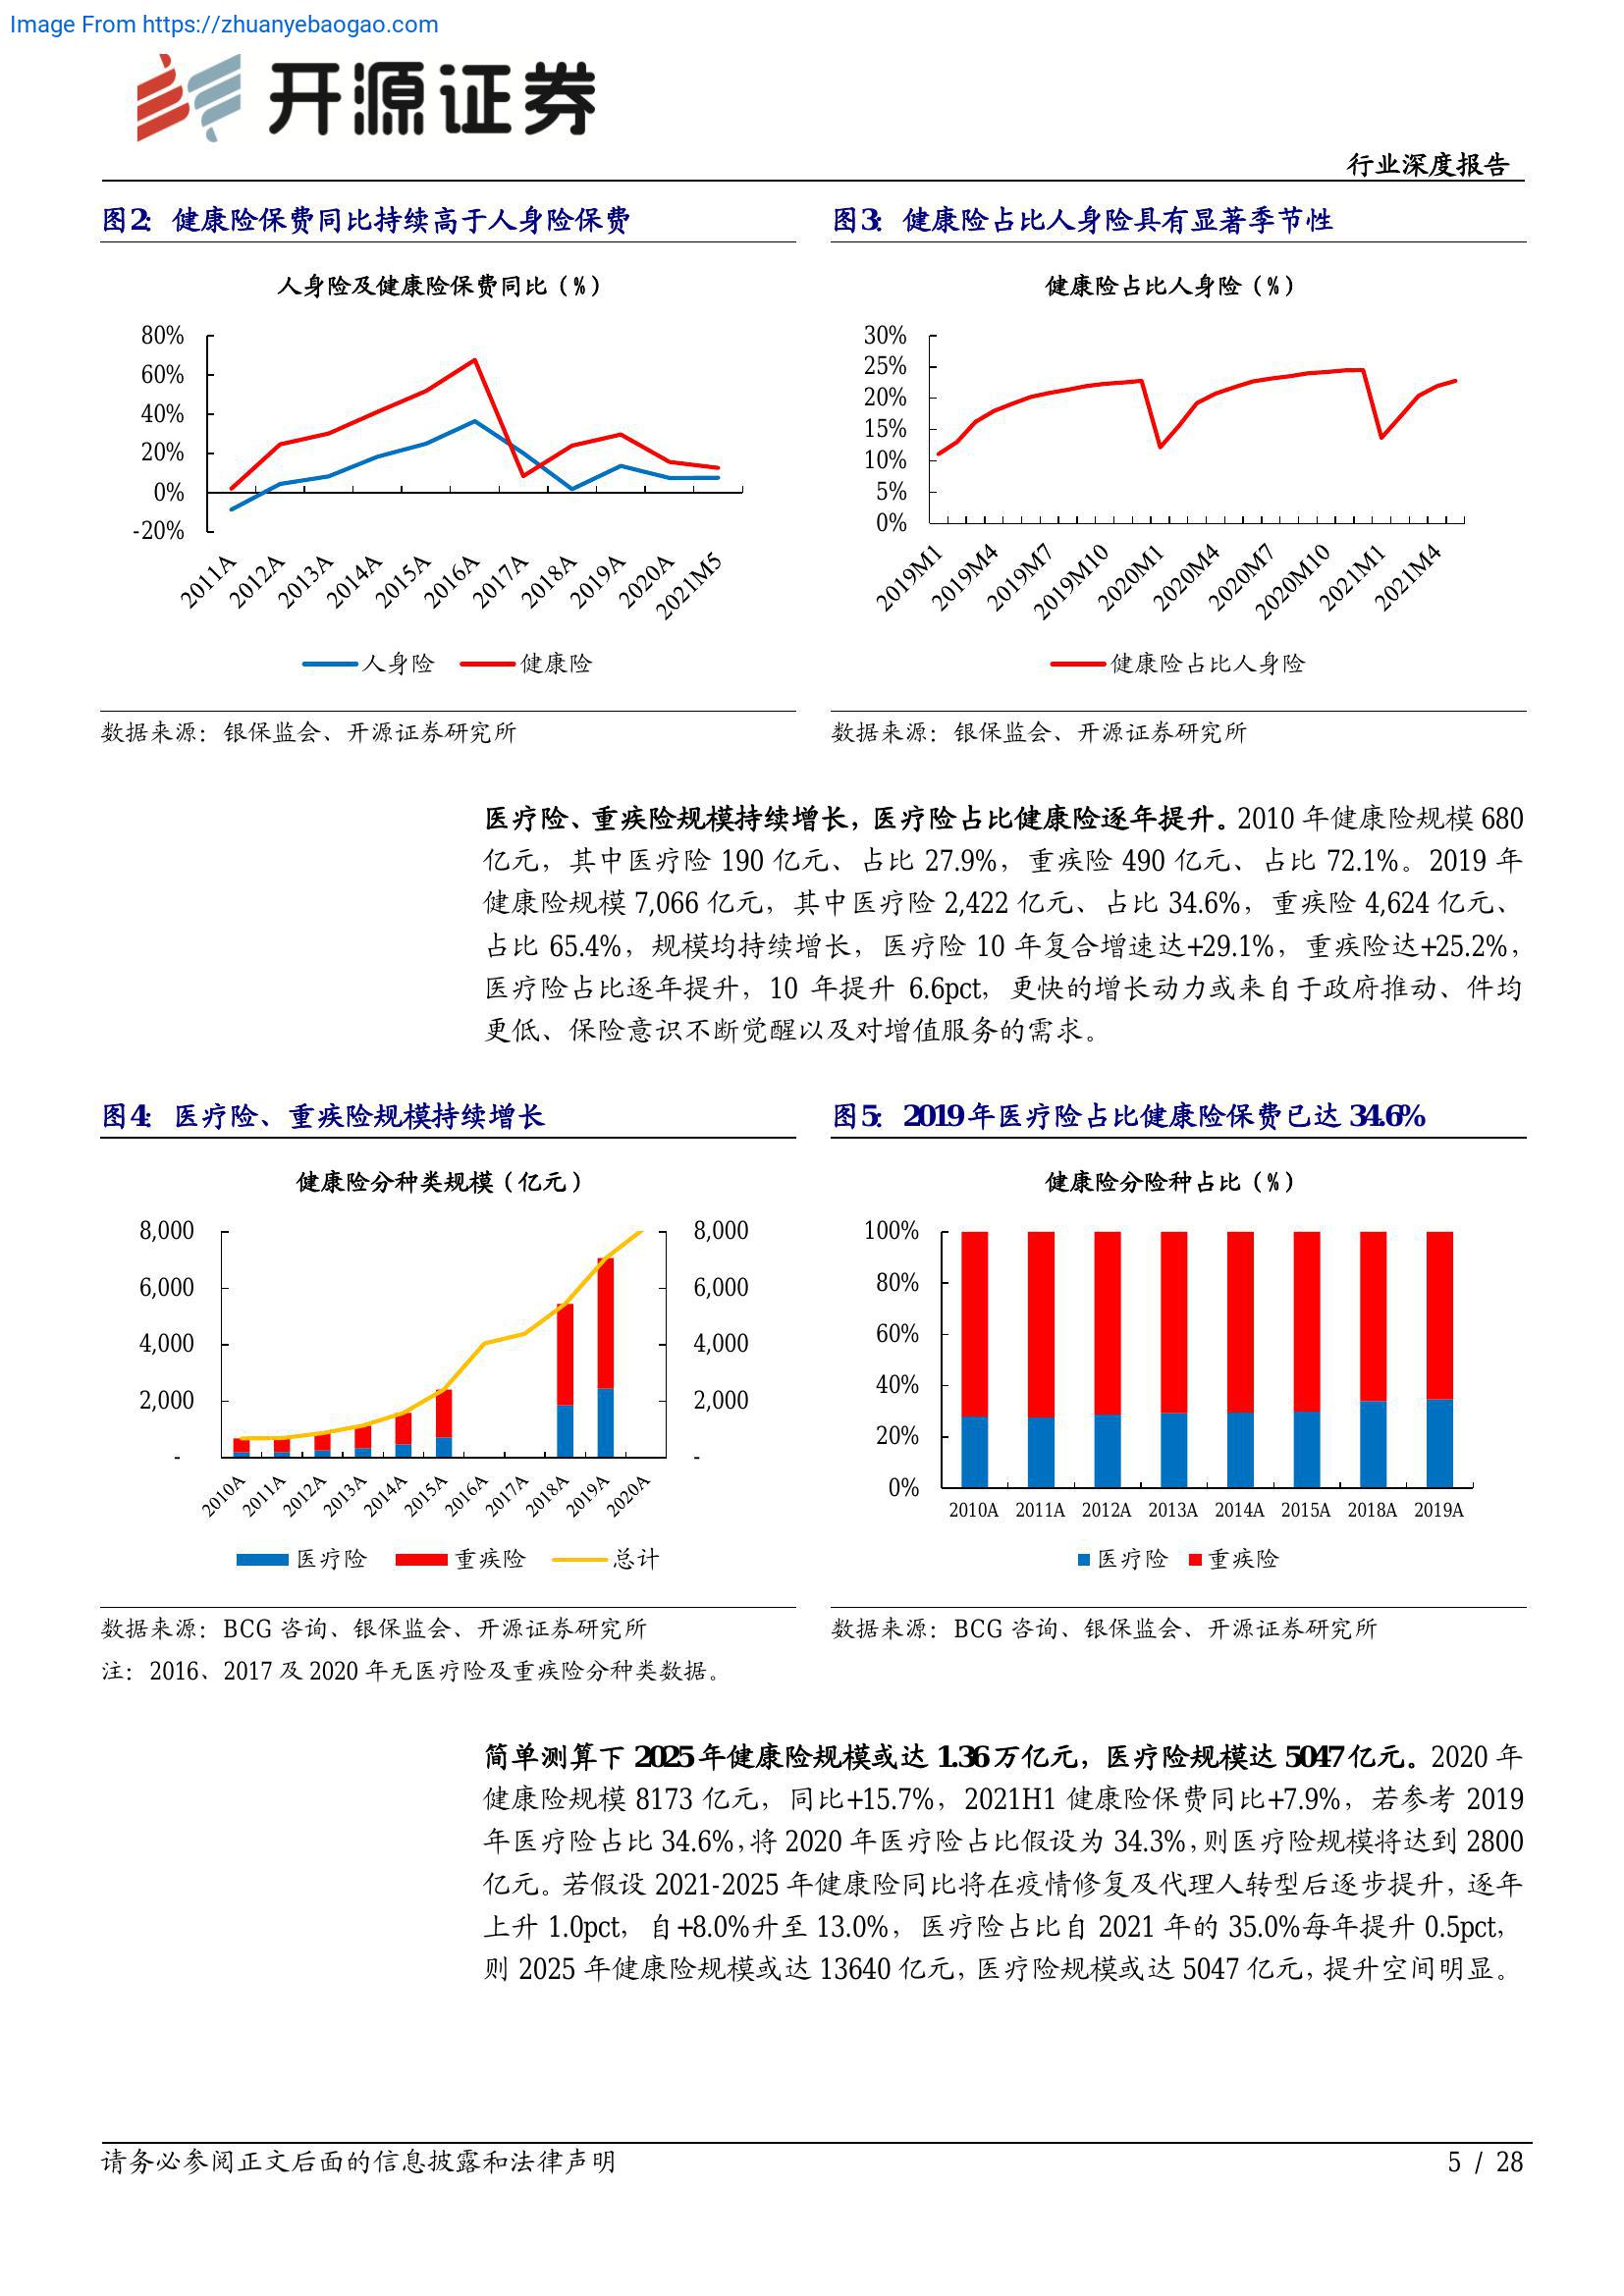 Image From https://zhuanyebaogao.com
开源证券
行业深度报告
图2：健康险保费同比持续高于人身险保费
图3：健康险占比人身险具有显著季节性
人身险及健康险保费同比（%）
80%
60%
40%
20%
0%
-20%
2011A 2012A 2013A 2014A 2015A 2016A 2017A 2018A 2019A 2020A 2021M5
人身险 健康险
健康险占比人身险（%）
30%
25%
20%
15%
10%
5%
0%
2019M1 2019M4 2019M7 2019M10 2020M1 2020M4 2020M7 2020M10 2021M1 2021M4
健康险占比人身险
数据来源：银保监会、开源证券研究所
数据来源：银保监会、开源证券研究所
医疗险、重疾险规模持续增长，医疗险占比健康险逐年提升。2010 年健康险规模 680
亿元，其中医疗险 190 亿元、占比 27.9%，重疾险 490 亿元、占比 72.1%。2019 年
健康险规模 7,066 亿元，其中医疗险 2,422 亿元、占比 34.6%，重疾险 4,624 亿元、
占比 65.4%，规模均持续增长，医疗险 10 年复合增速达+29.1%，重疾险达+25.2%，
医疗险占比逐年提升，10 年提升 6.6pct，更快的增长动力或来自于政府推动、件均
更低、保险意识不断觉醒以及对增值服务的需求。
图4：医疗险、重疾险规模持续增长
图5：2019 年医疗险占比健康险保费已达 34.6%
健康险分种类规模（亿元）
8,000 8,000
6,000 6,000
4,000 4,000
2,000 2,000
- -
2010A 2011A 2012A 2013A 2014A 2015A 2016A 2017A 2018A 2019A 2020A
医疗险 重疾险 总计
健康险分险种占比（%）
100%
80%
60%
40%
20%
0%
2010A 2011A 2012A 2013A 2014A 2015A 2018A 2019A
医疗险 重疾险
数据来源：BCG 咨询、银保监会、开源证券研究所
数据来源：BCG 咨询、银保监会、开源证券研究所
注：2016、2017 及 2020 年无医疗险及重疾险分种类数据。
简单测算下 2025 年健康险规模或达 1.36 万亿元，医疗险规模达 5047 亿元。2020 年
健康险规模 8173 亿元，同比+15.7%，2021H1 健康险保费同比+7.9%，若参考 2019
年医疗险占比 34.6%，将 2020 年医疗险占比假设为 34.3%，则医疗险规模将达到 2800
亿元。若假设 2021-2025 年健康险同比将在疫情修复及代理人转型后逐步提升，逐年
上升 1.0pct，自+8.0%升至 13.0%，医疗险占比自 2021 年的 35.0%每年提升 0.5pct，
则 2025 年健康险规模或达 13640 亿元，医疗险规模或达 5047 亿元，提升空间明显。
请务必参阅正文后面的信息披露和法律声明
5 / 28